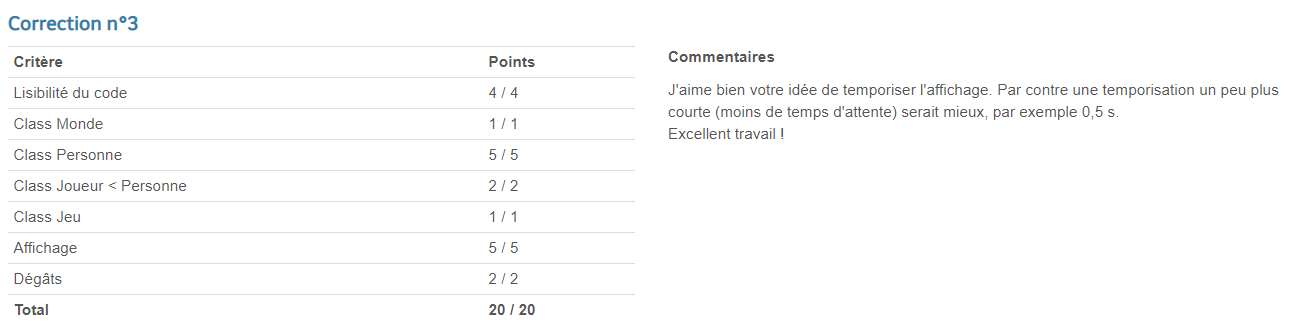 Correction n°3
Critère Points
Lisibilité du code 4 / 4
Class Monde 1 / 1
Class Personne 5 / 5
Class Joueur < Personne 2 / 2
Class Jeu 1 / 1
Affichage 5 / 5
Dégâts 2 / 2
Total 20 / 20
Commentaires
J'aime bien votre idée de temporiser l'affichage. Par contre une temporisation un peu plus
courte (moins de temps d'attente) serait mieux, par exemple 0,5 s.
Excellent travail !